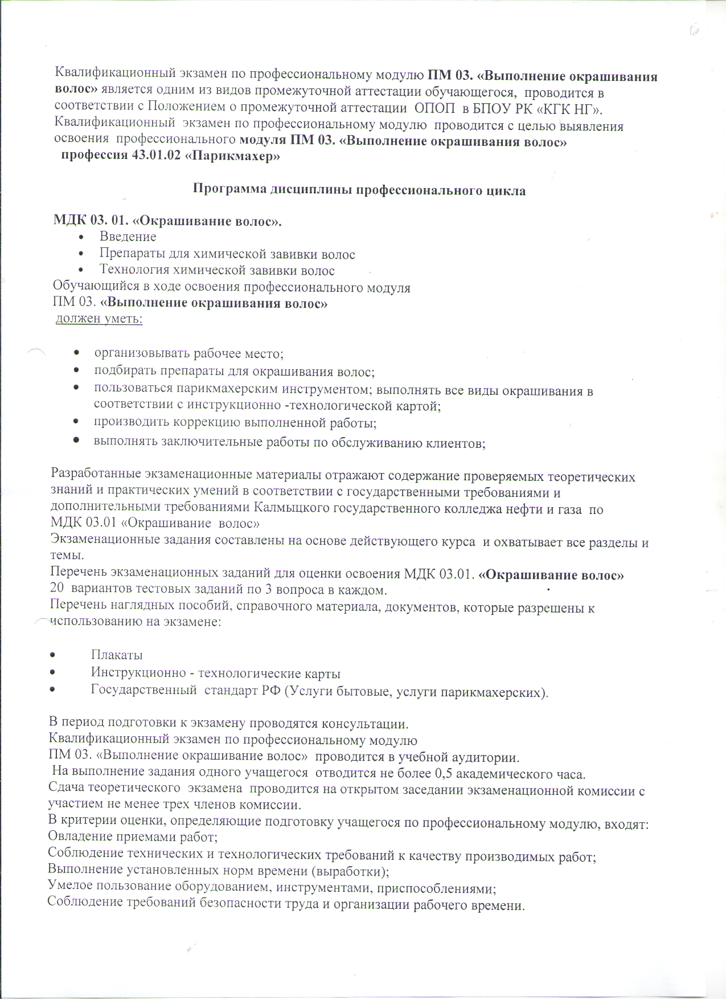 Квалификационный экзамен по профессиональному модулю ПМ 03. «Выполнение окрашивания
волос» является одним из видов промежуточной аттестации обучающегося, проводится в
соответствии с Положением о промежуточной аттестации ОПОП в БПОУ РК «КГК НГ».
Квалификационный экзамен по профессиональному модулю проводится с целью выявления
освоения профессионального модуля ПМ 03. «Выполнение окрашивания волос»
профессия 43.01.02 «Парикмахер»
Программа дисциплины профессионального цикла
МДК 03. 01. «Окрашивание волос».
• Введение
• Препараты для химической завивки волос
• Технология химической завивки волос
Обучающийся в ходе освоения профессионального модуля
ПМ 03. «Выполнение окрашивания волос»
должен уметь:
• организовывать рабочее место;
• подбирать препараты для окрашивания волос;
• пользоваться парикмахерским инструментом; выполнять все виды окрашивания в
соответствии с инструкционно -технологической картой;
• производить коррекцию выполненной работы;
• выполнять заключительные работы по обслуживанию клиентов;
Разработанные экзаменационные материалы отражают содержание проверяемых теоретических
знаний и практических умений в соответствии с государственными требованиями и
дополнительными требованиями Калмыцкого государственного колледжа нефти и газа по
МДК 03.01 «Окрашивание волос»
Экзаменационные задания составлены на основе действующего курса и охватывает все разделы и
темы.
Перечень экзаменационных заданий для оценки освоения МДК 03.01. «Окрашивание волос»
20 вариантов тестовых заданий по 3 вопроса в каждом.
Перечень наглядных пособий, справочного материала, документов, которые разрешены к
использованию на экзамене:
• Плакаты
• Инструкционно - технологические карты
• Государственный стандарт РФ (Услуги бытовые, услуги парикмахерских).
В период подготовки к экзамену проводятся консультации.
Квалификационный экзамен по профессиональному модулю
ПМ 03. «Выполнение окрашивание волос» проводится в учебной аудитории.
На выполнение задания одного учащегося отводится не более 0,5 академического часа.
Сдача теоретического экзамена проводится на открытом заседании экзаменационной комиссии с
участием не менее трех членов комиссии.
В критерии оценки, определяющие подготовку учащегося по профессиональному модулю, входят:
Овладение приемами работ;
Соблюдение технических и технологических требований к качеству производимых работ;
Выполнение установленных норм времени (выработки);
Умелое пользование оборудованием, инструментами, приспособлениями;
Соблюдение требований безопасности труда и организации рабочего времени.